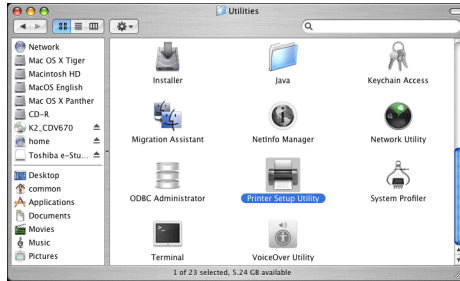 Utilities
Network
Mac OS X Tiger
Macintosh HD
MacOS English
Mac OS X Panther
CD-R
K2_CDV670
home
Toshiba e-Stu...
Desktop
common
Applications
Documents
Movies
Music
Pictures
Installer
Java
Keychain Access
Migration Assistant
NetInfo Manager
Network Utility
ODBC Administrator
Printer Setup Utility
System Profiler
Terminal
VoiceOver Utility
1 of 23 selected, 5.24 GB available